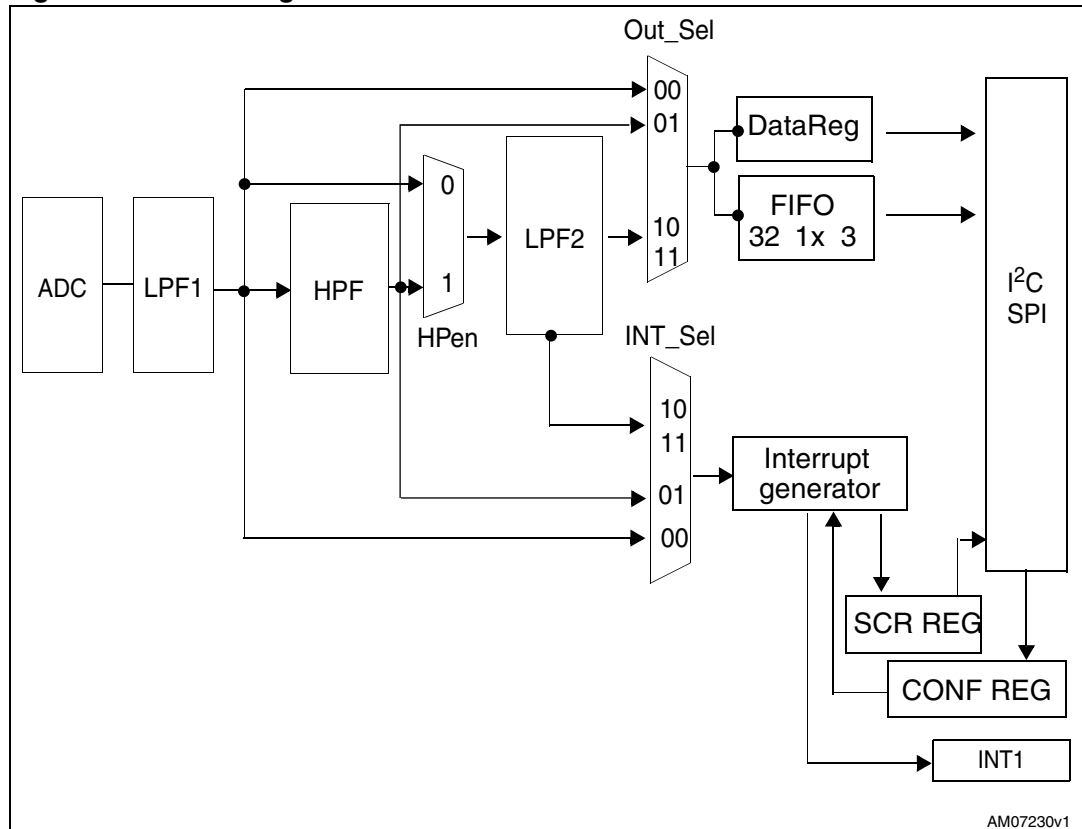 Out_Sel
00
01
10
11
DataReg
FIFO
32 1x 3
I²C
SPI
ADC
LPF1
HPF
0
1
HPen
LPF2
INT_Sel
10
11
01
00
Interrupt
generator
SCR REG
CONF REG
INT1
AM07230v1